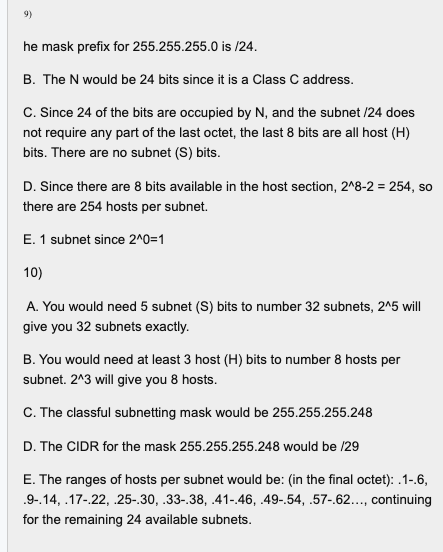 9)
he mask prefix for 255.255.255.0 is /24.
B.  The N would be 24 bits since it is a Class C address.
C. Since 24 of the bits are occupied by N, and the subnet /24 does
not require any part of the last octet, the last 8 bits are all host (H)
bits. There are no subnet (S) bits.
D. Since there are 8 bits available in the host section, 2^8-2 = 254, so
there are 254 hosts per subnet.
E. 1 subnet since 2^0=1
10)
A. You would need 5 subnet (S) bits to number 32 subnets, 2^5 will
give you 32 subnets exactly.
B. You would need at least 3 host (H) bits to number 8 hosts per
subnet. 2^3 will give you 8 hosts.
C. The classful subnetting mask would be 255.255.255.248
D. The CIDR for the mask 255.255.255.248 would be /29
E. The ranges of hosts per subnet would be: (in the final octet): .1-.6,
.9-.14, .17-.22, .25-.30, .33-.38, .41-.46, .49-.54, .57-.62…, continuing
for the remaining 24 available subnets.